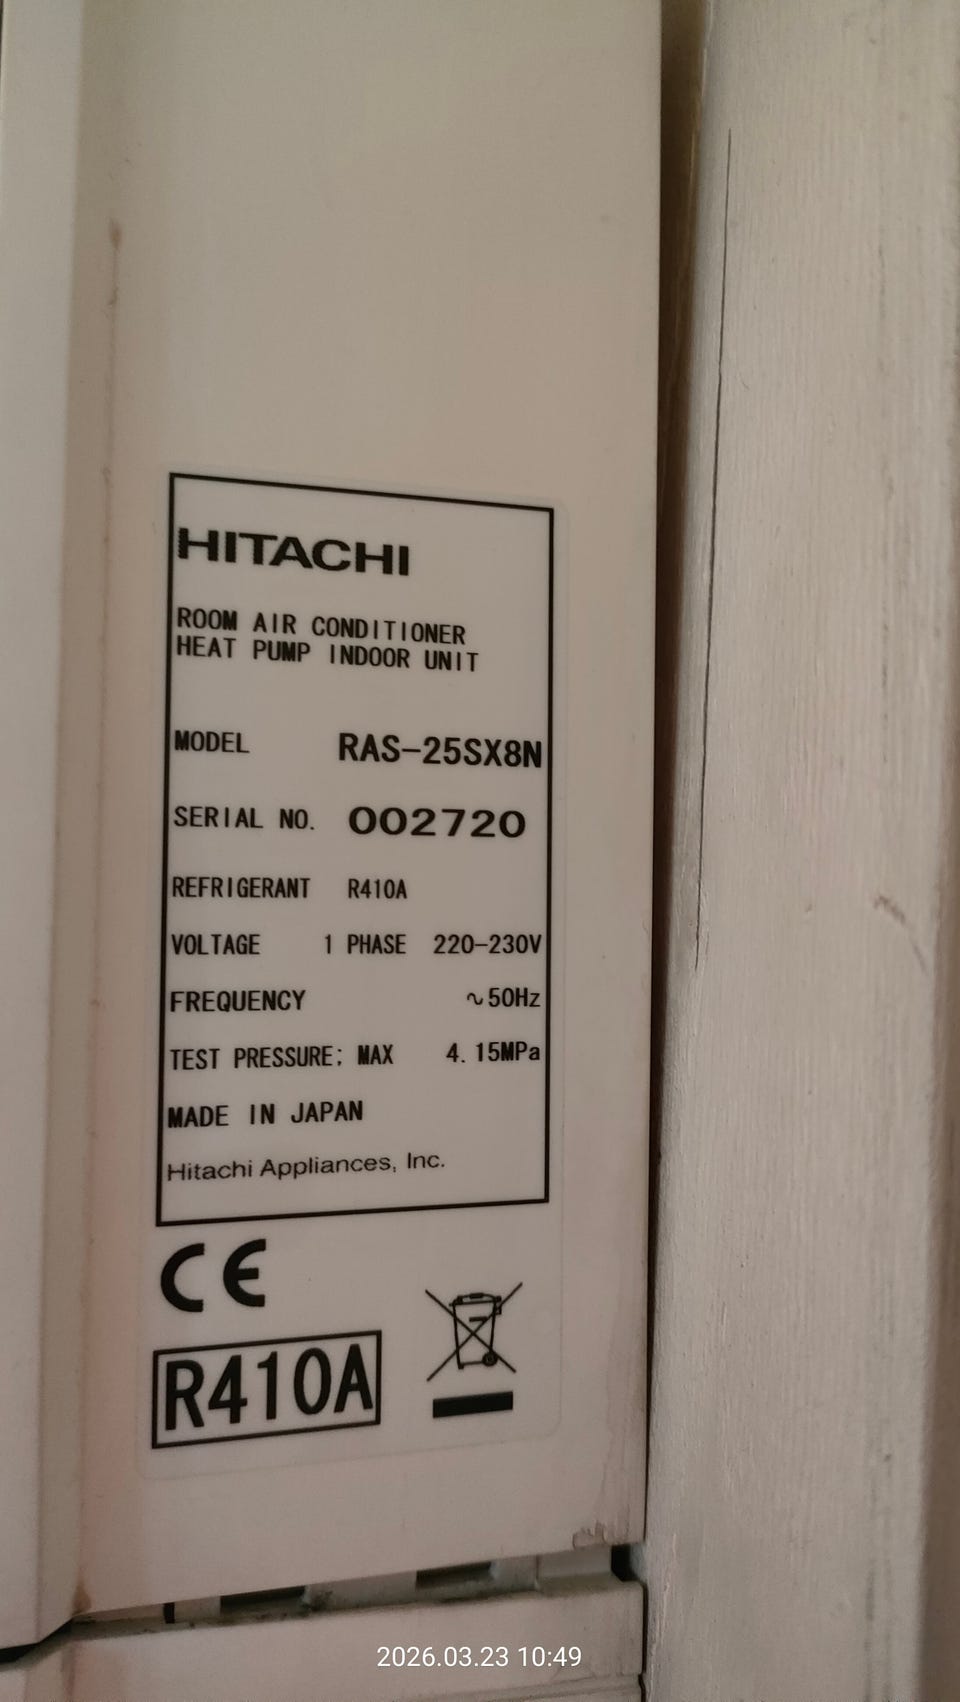 HITACHI
ROOM AIR CONDITIONER
HEAT PUMP INDOOR UNIT
MODEL RAS-25SX8N
SERIAL NO. 002720
REFRIGERANT R410A
VOLTAGE 1 PHASE 220-230V
FREQUENCY ~50Hz
TEST PRESSURE; MAX 4.15MPa
MADE IN JAPAN
Hitachi Appliances, Inc.
CE
R410A
2026.03.23 10:49